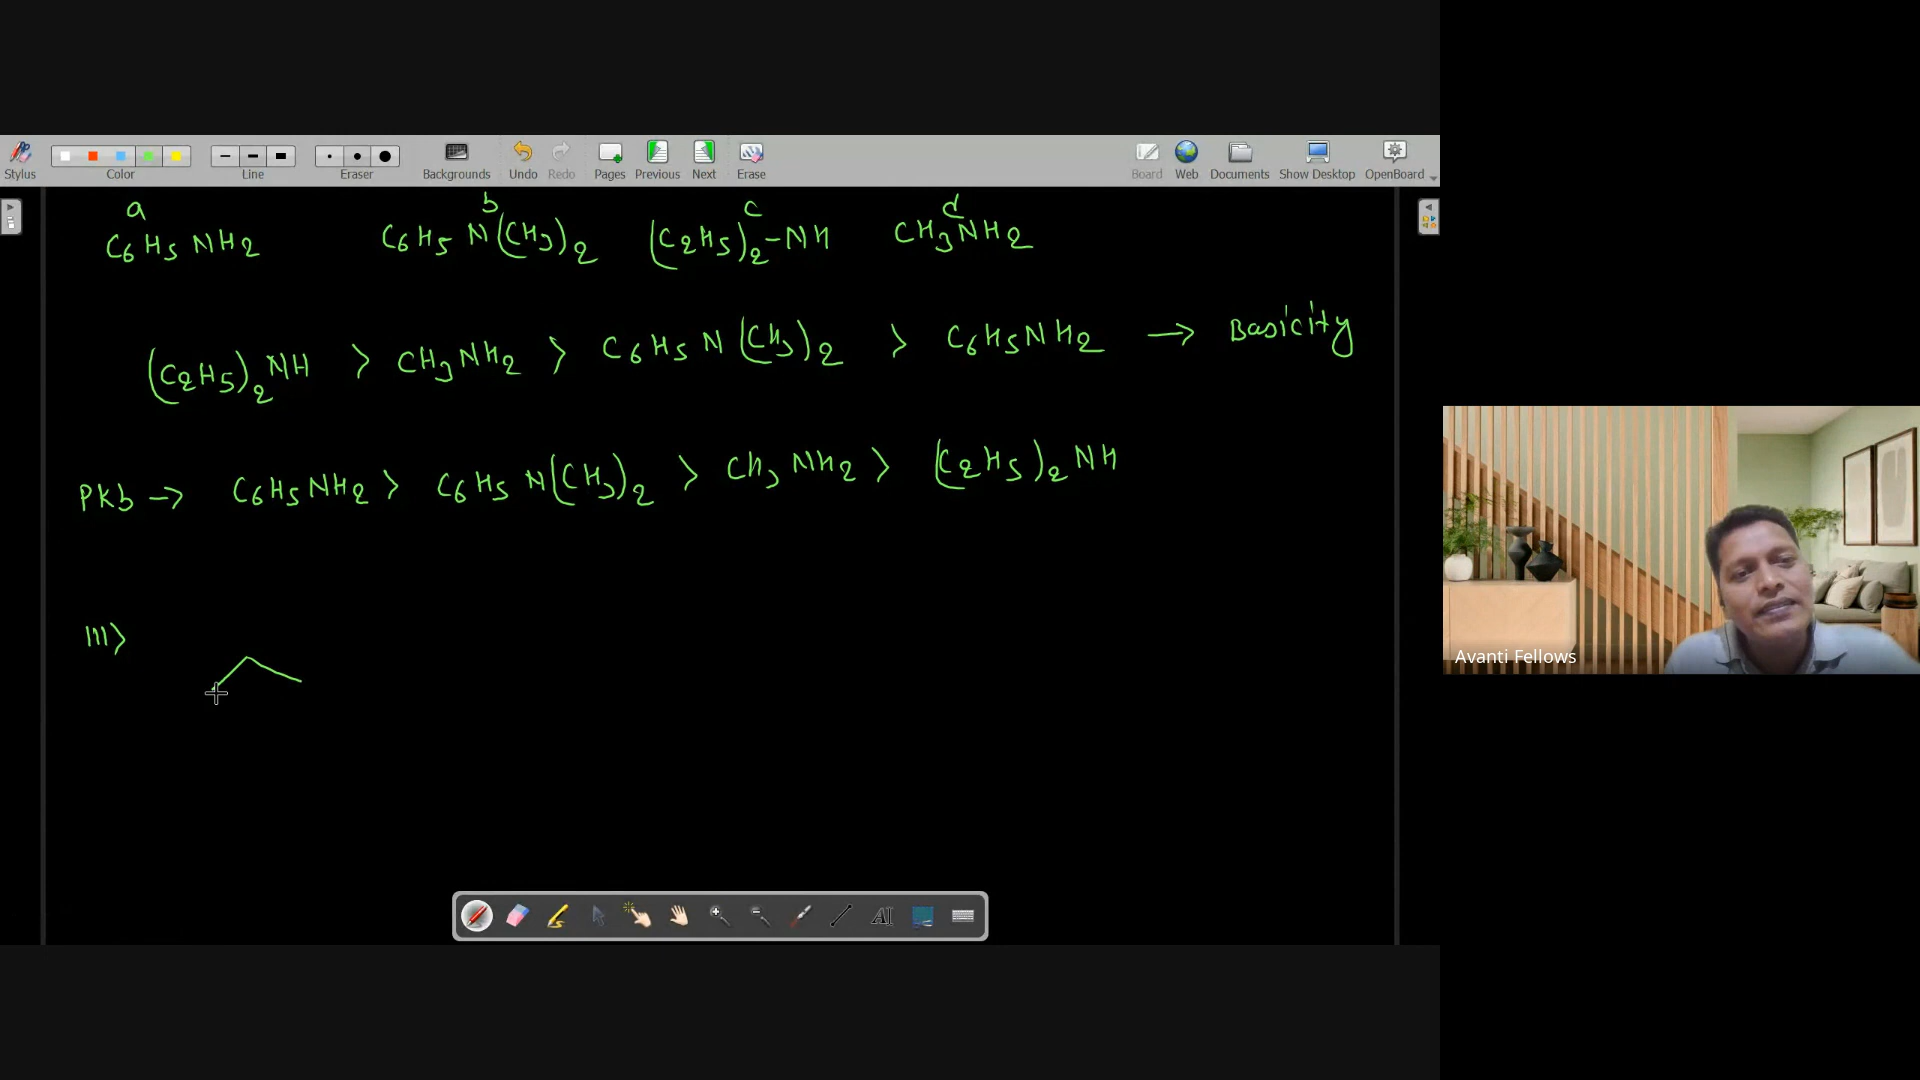 Stylus Color Line Eraser Backgrounds Undo Redo Pages Previous Next Erase Board Web Documents Show Desktop OpenBoard
a b c d
C6H5NH2 C6H5N(CH3)2 (C2H5)2-NH CH3NH2
(C2H5)2NH > CH3NH2 > C6H5N(CH3)2 > C6H5NH2 → Basicity
PKb → C6H5NH2 > C6H5N(CH3)2 > CH3NH2 > (C2H5)2NH
III>
AI
Avanti Fellows